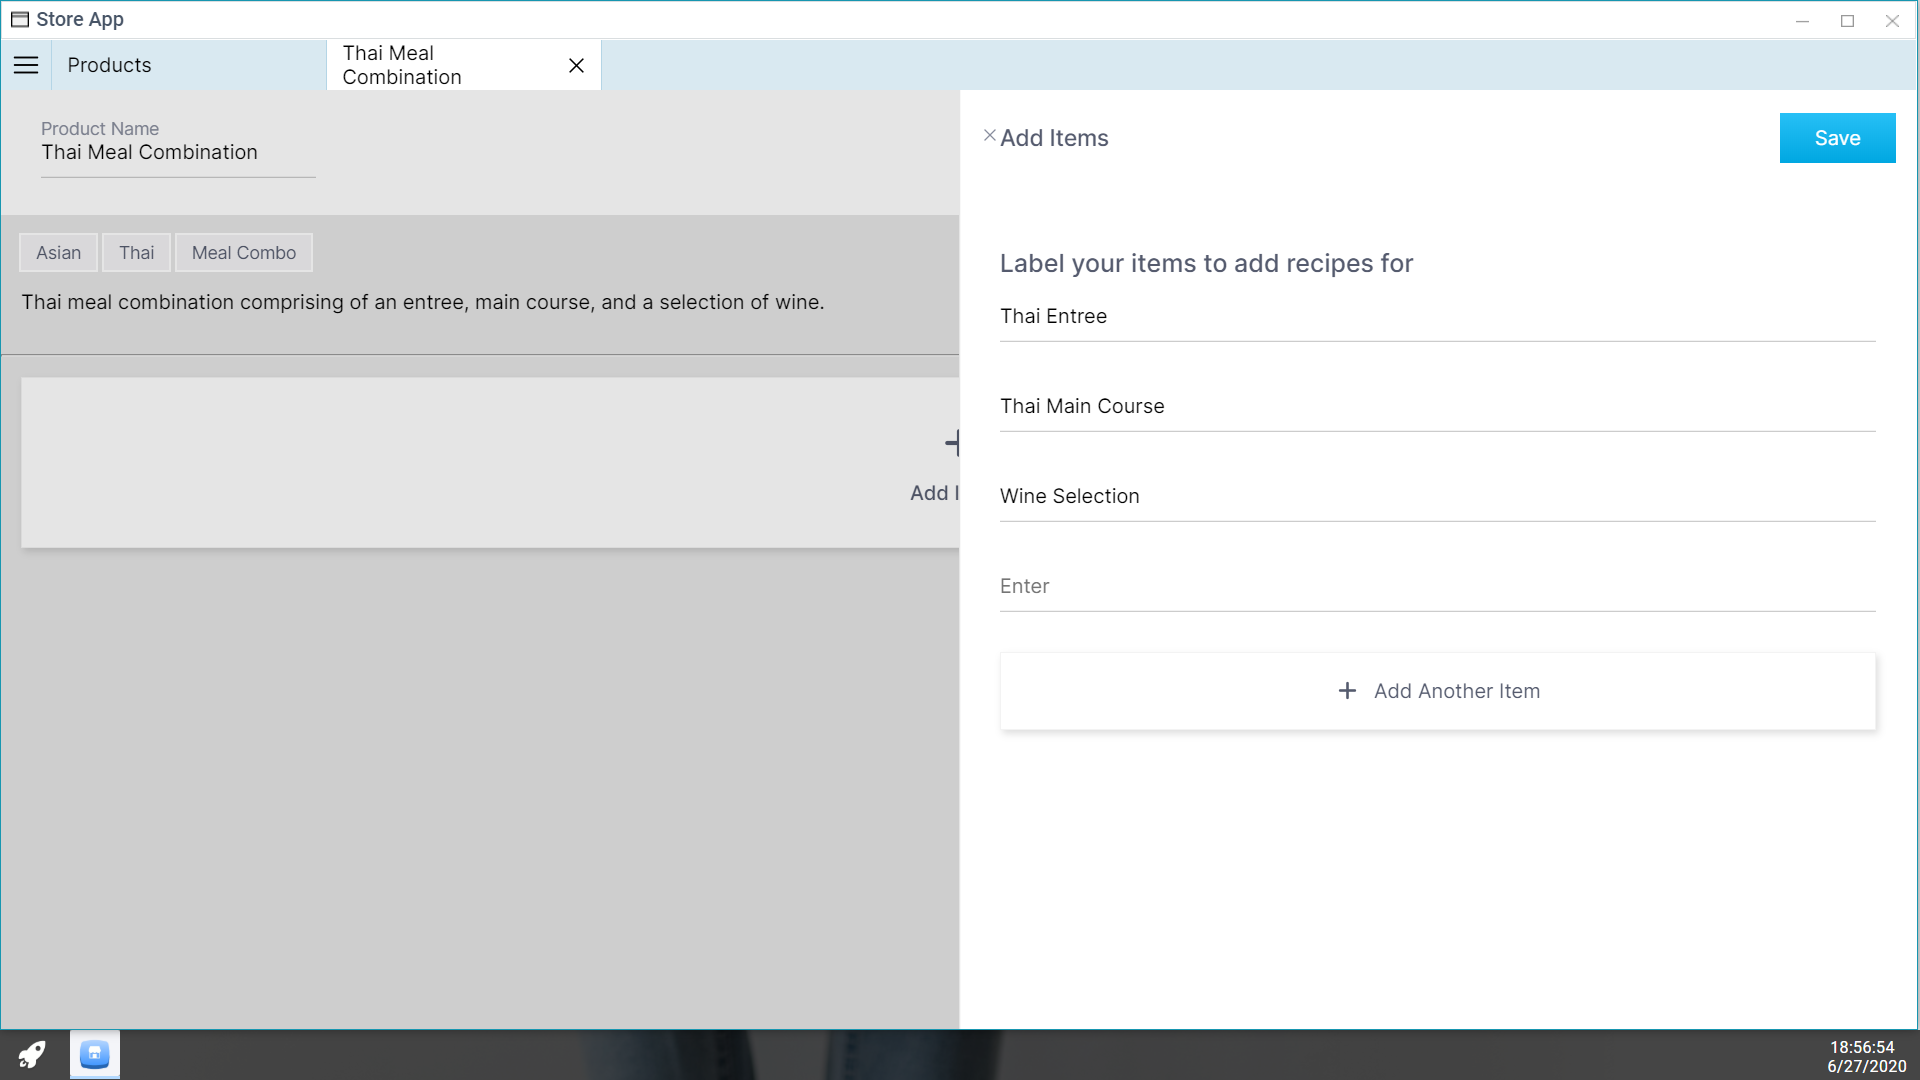 Store App
Products
Thai Meal
Combination
Product Name
Thai Meal Combination
Asian
Thai
Meal Combo
Thai meal combination comprising of an entree, main course, and a selection of wine.
Add I
Add Items
Save
Label your items to add recipes for
Thai Entree
Thai Main Course
Wine Selection
Enter
Add Another Item
18:56:54
6/27/2020